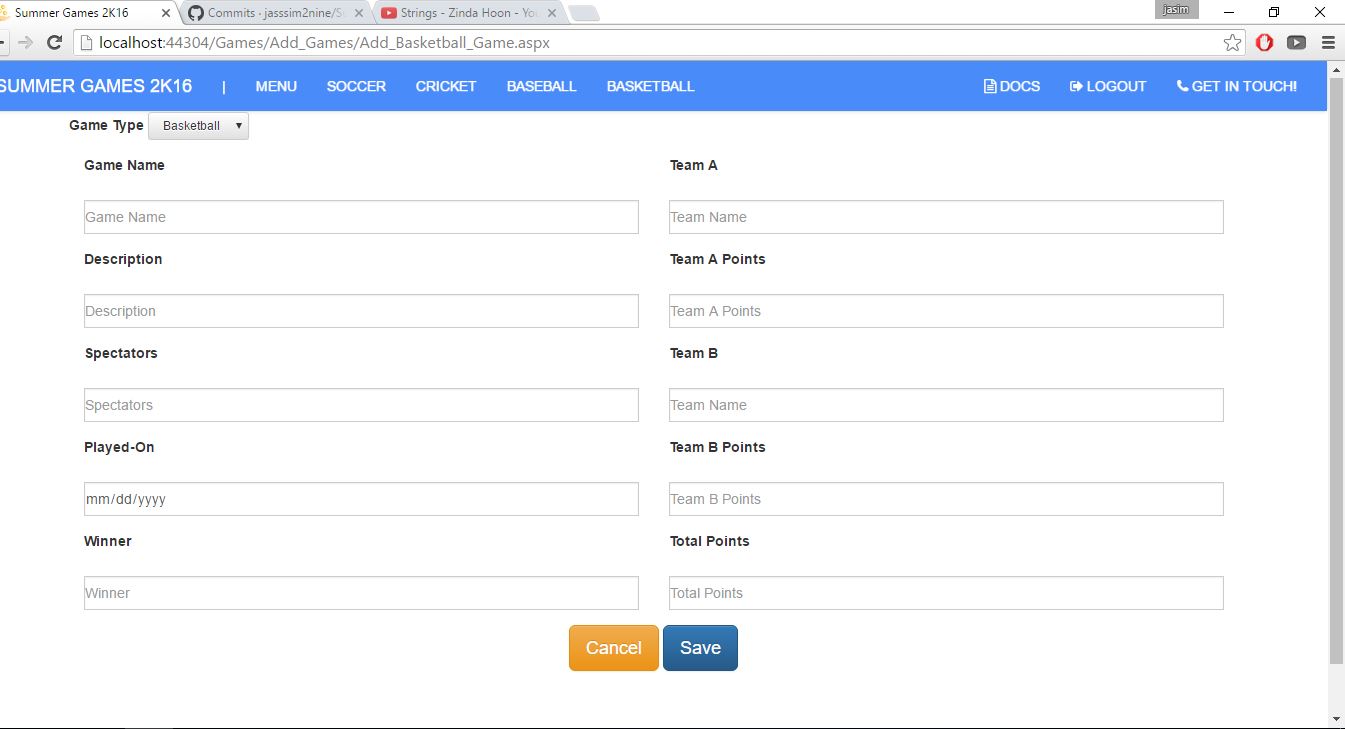 Summer Games 2K16 Commits · jasssim2nine/S Strings - Zinda Hoon - You jasim
localhost:44304/Games/Add_Games/Add_Basketball_Game.aspx
SUMMER GAMES 2K16 | MENU SOCCER CRICKET BASEBALL BASKETBALL DOCS LOGOUT GET IN TOUCH!
Game Type Basketball
Game Name Team A
Game Name Team Name
Description Team A Points
Description Team A Points
Spectators Team B
Spectators Team Name
Played-On Team B Points
mm/dd/yyyy Team B Points
Winner Total Points
Winner Total Points
Cancel Save